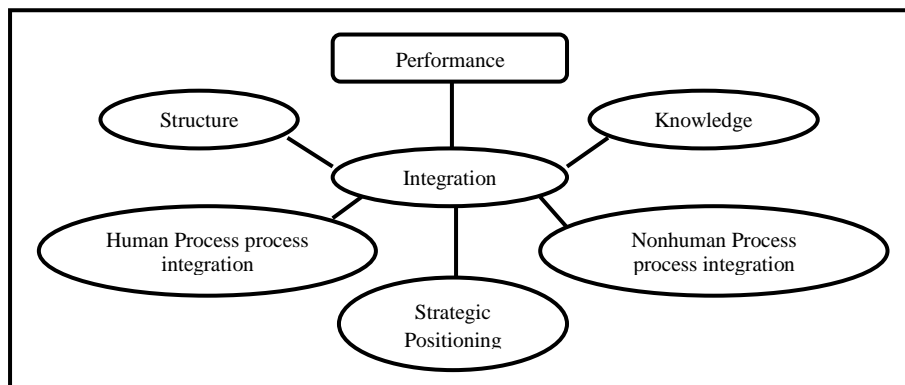 Performance
Structure
Knowledge
Integration
Human Process process
integration
Nonhuman Process
process integration
Strategic
Positioning